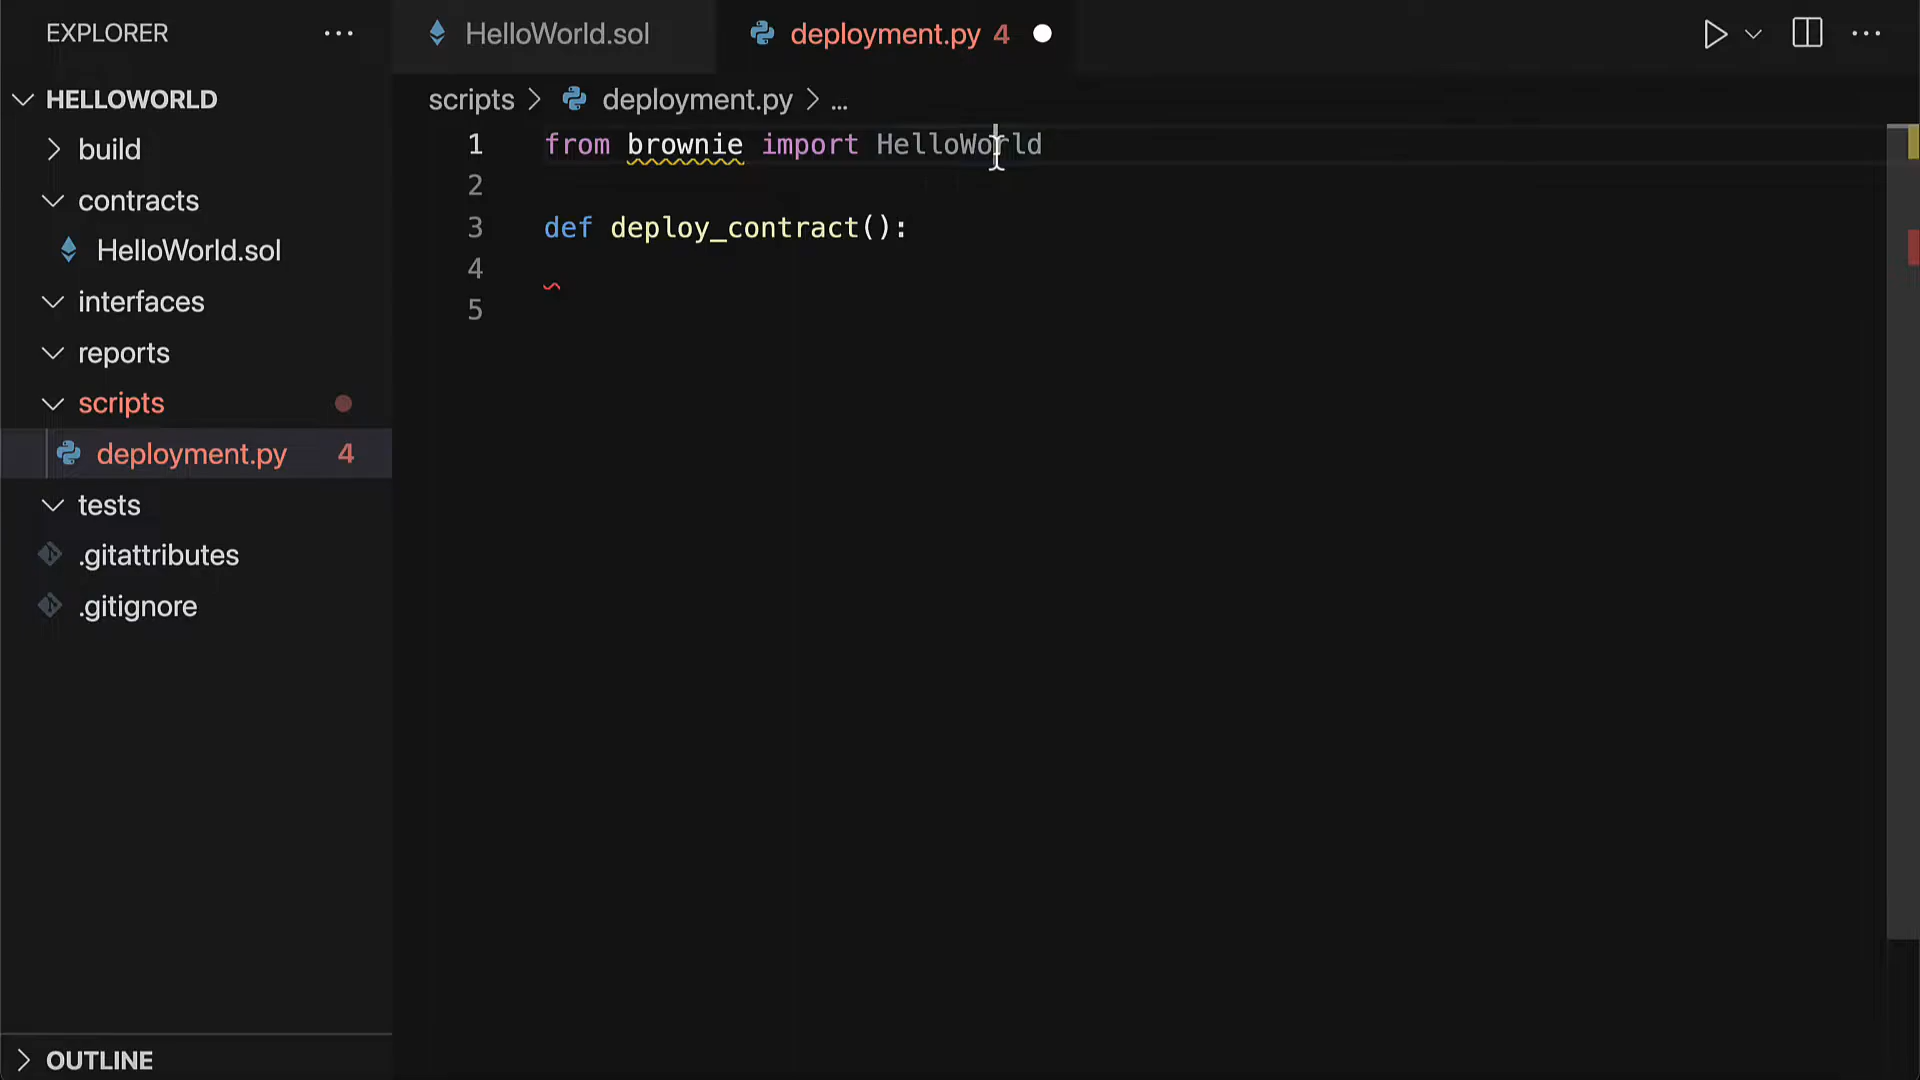 EXPLORER ...
HELLOWORLD
build
contracts
HelloWorld.sol
interfaces
reports
scripts
deployment.py 4
tests
.gitattributes
.gitignore
OUTLINE
HelloWorld.sol deployment.py 4
scripts > deployment.py > ...
1 from brownie import HelloWorld
2
3 def deploy_contract():
4
5